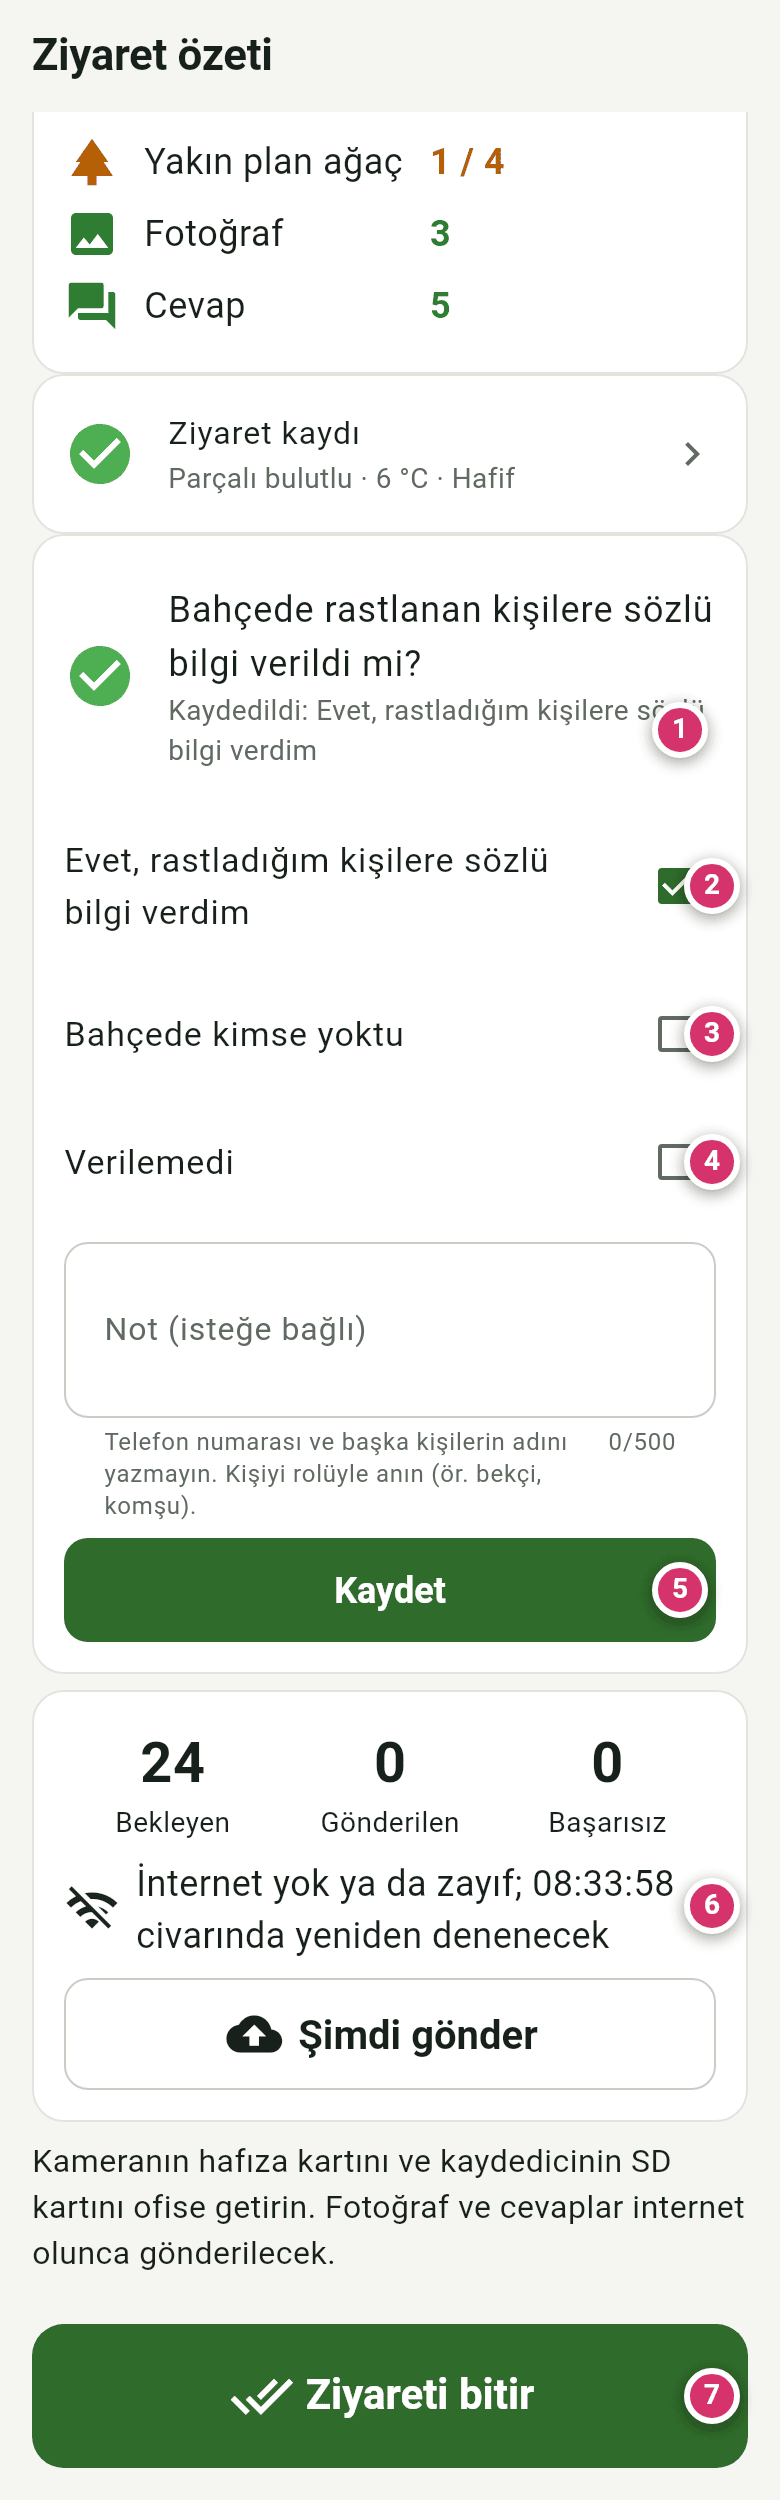 Ziyaret özeti
Yakın plan ağaç 1 / 4
Fotoğraf 3
Cevap 5
Ziyaret kaydı
Parçalı bulutlu · 6 °C · Hafif
Bahçede rastlanan kişilere sözlü
bilgi verildi mi?
Kaydedildi: Evet, rastladığım kişilere sözlü
bilgi verdim
1
Evet, rastladığım kişilere sözlü
bilgi verdim
2
Bahçede kimse yoktu
3
Verilemedi
4
Not (isteğe bağlı)
Telefon numarası ve başka kişilerin adını 0/500
yazmayın. Kişiyi rolüyle anın (ör. bekçi,
komşu).
Kaydet
5
24 0 0
Bekleyen Gönderilen Başarısız
İnternet yok ya da zayıf; 08:33:58
civarında yeniden denenecek
6
Şimdi gönder
Kameranın hafıza kartını ve kaydedicinin SD
kartını ofise getirin. Fotoğraf ve cevaplar internet
olunca gönderilecek.
Ziyareti bitir
7